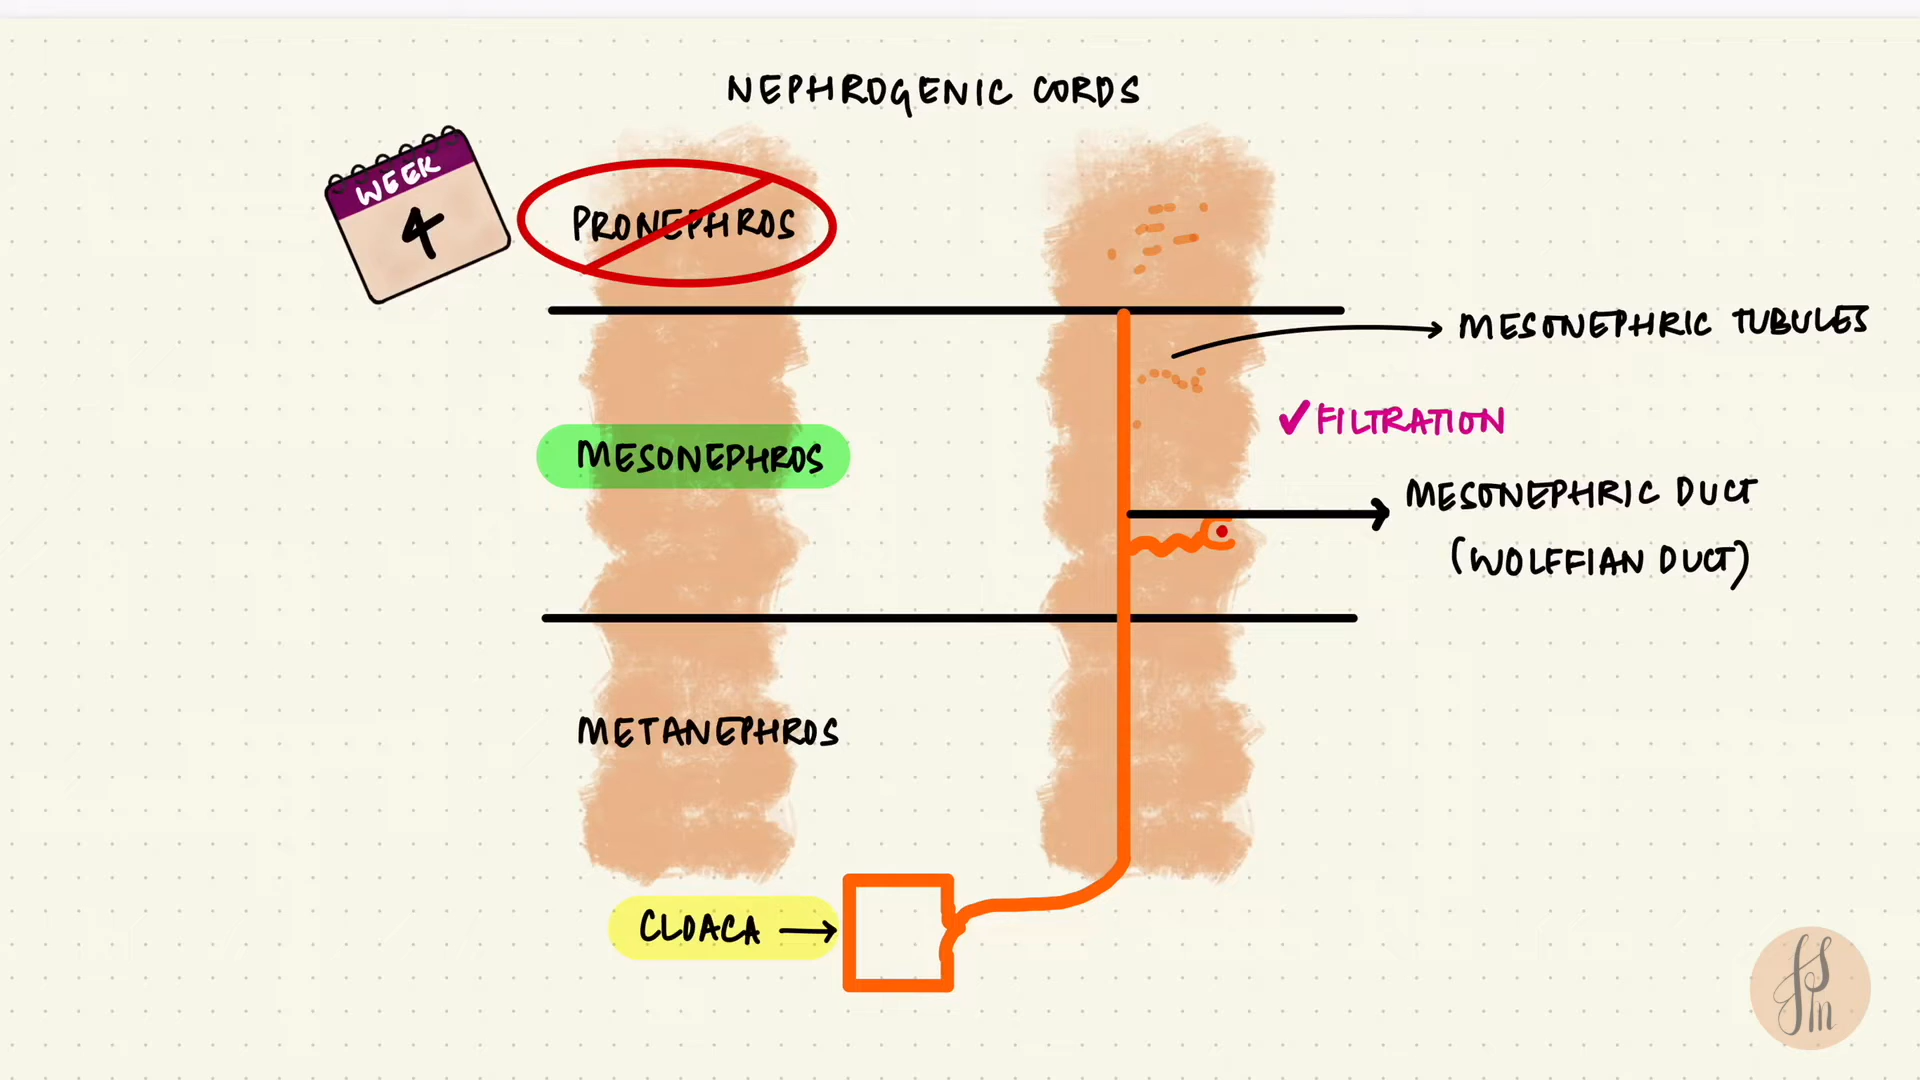 NEPHROGENIC CORDS
WEEK
4
PRONEPHROS
MESONEPHRIC TUBULES
✓FILTRATION
MESONEPHROS
MESONEPHRIC DUCT
(WOLFFIAN DUCT)
METANEPHROS
CLOACA